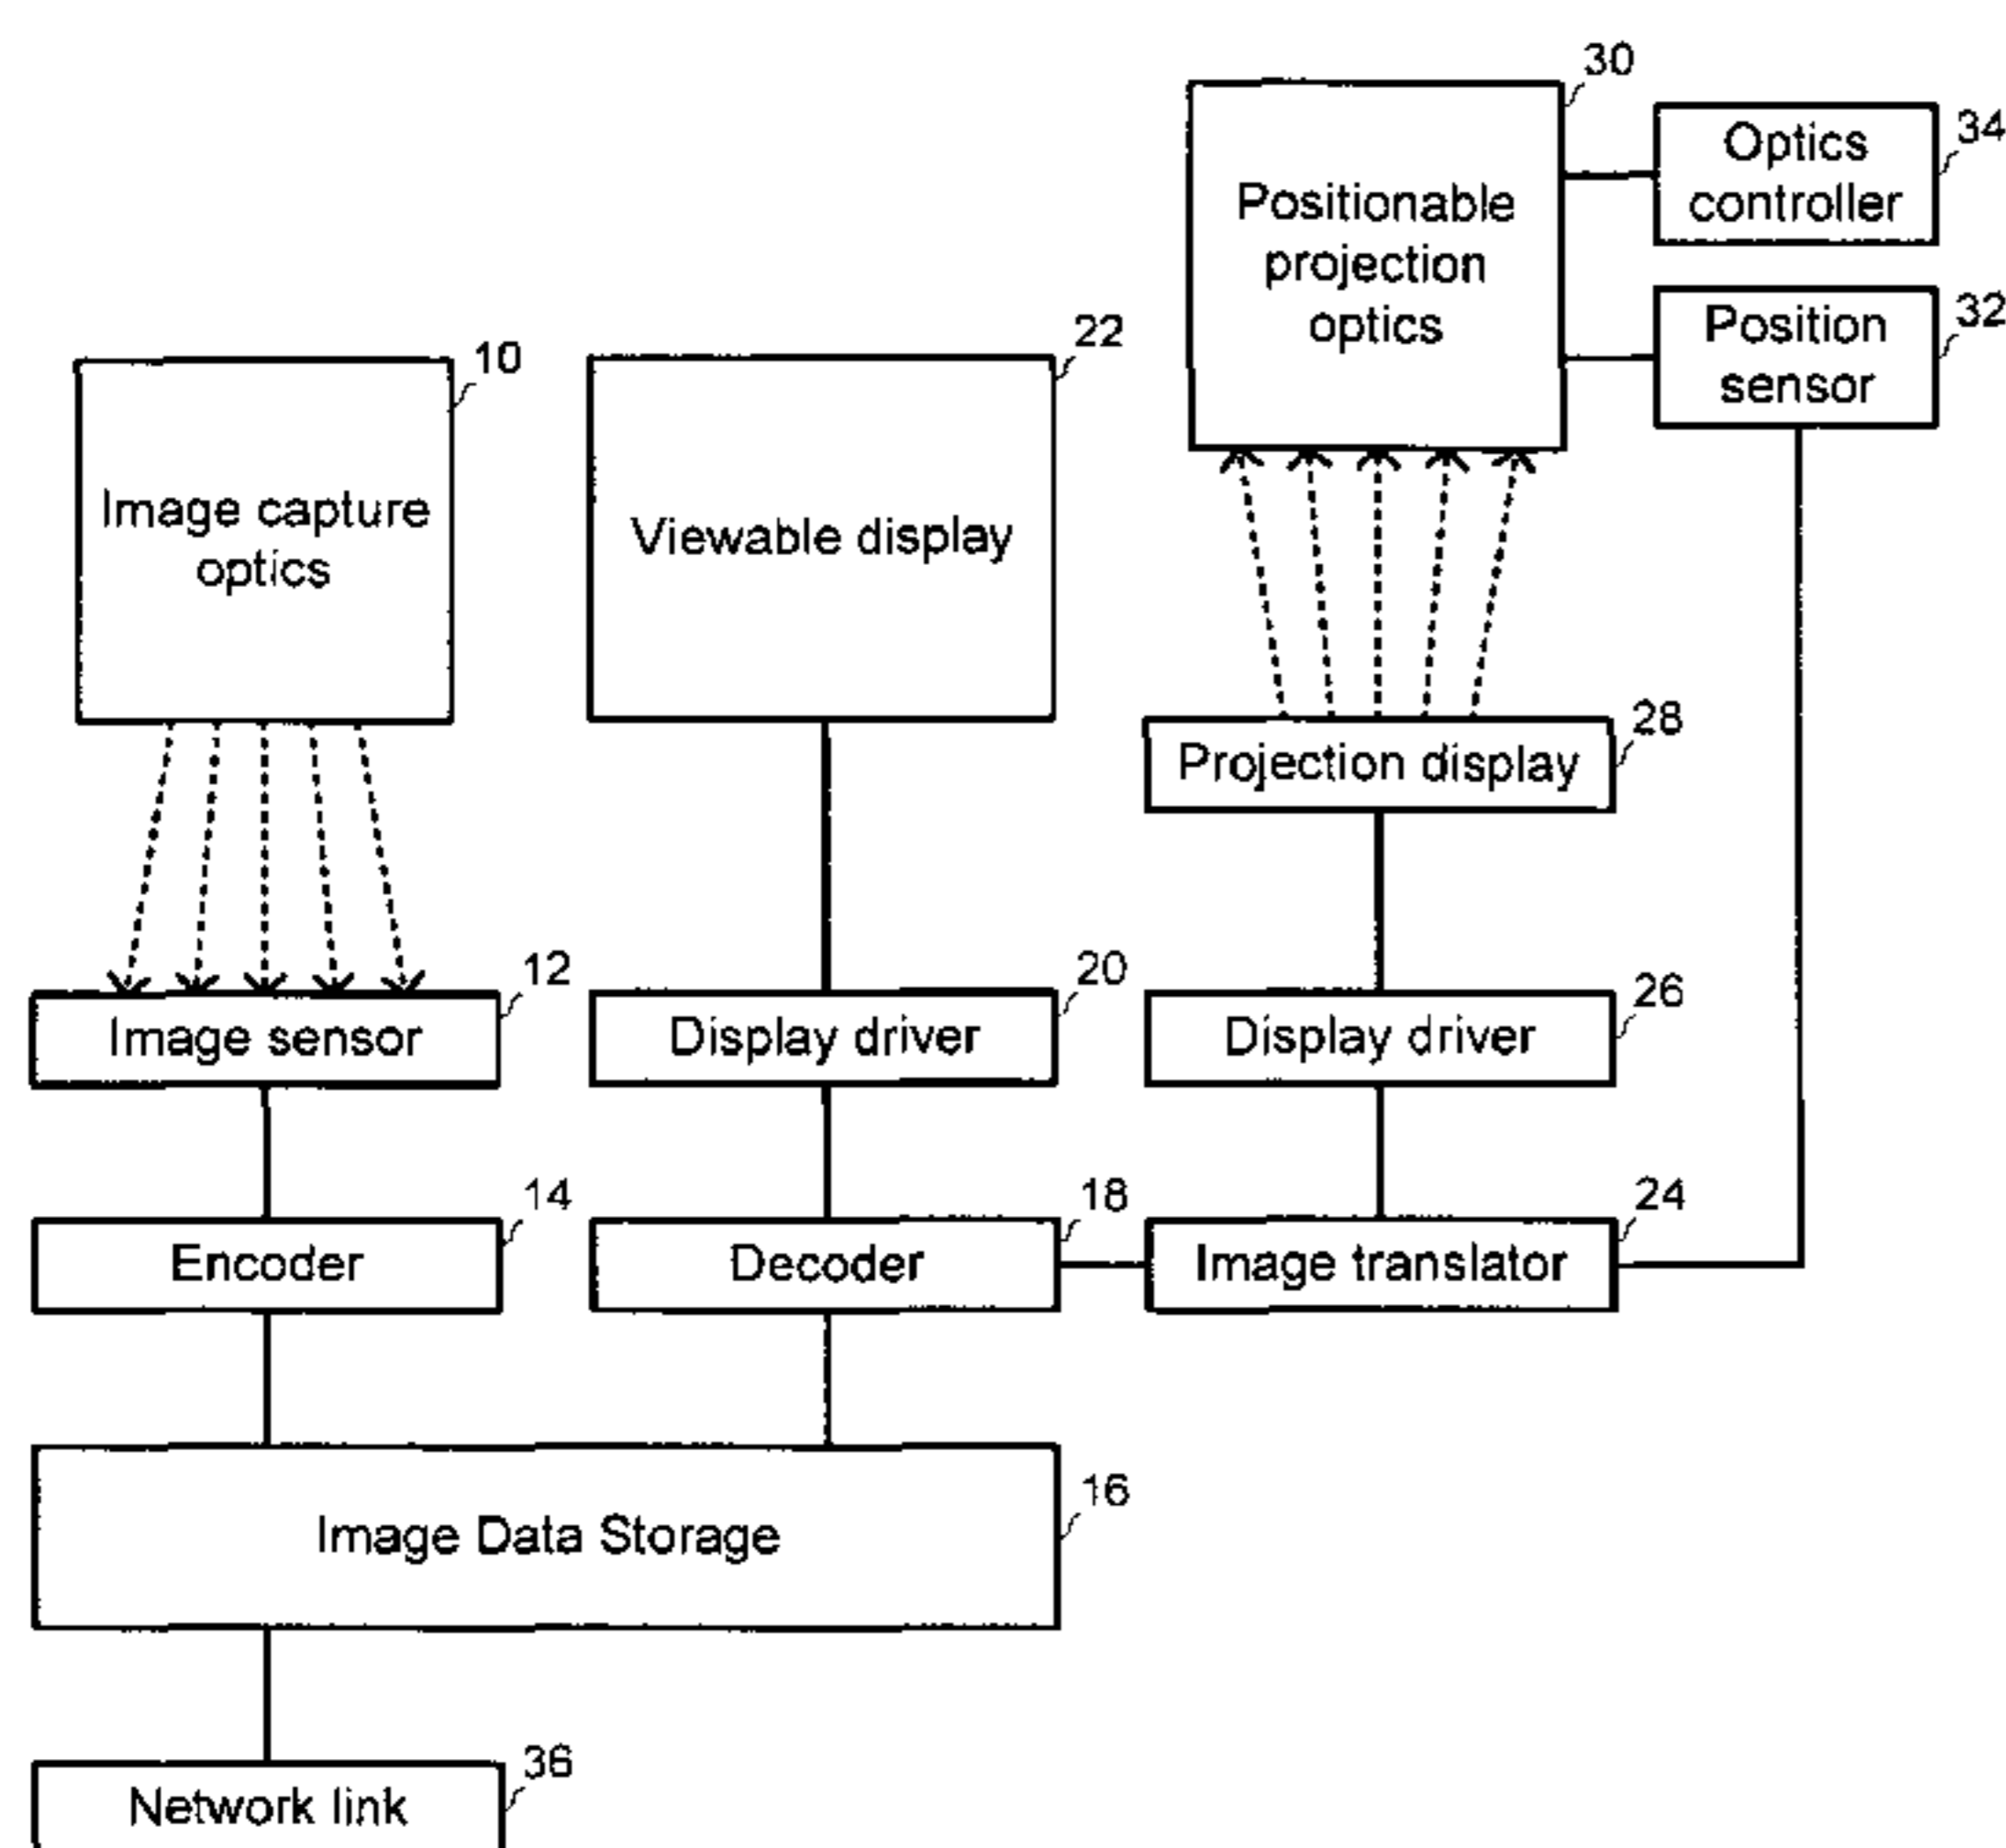 30
Positionable
projection
optics
Optics
controller
34
Position
sensor
32
10
Image capture
optics
22
Viewable display
28
Projection display
12
Image sensor
20
Display driver
26
Display driver
14
Encoder
18
Decoder
24
Image translator
16
Image Data Storage
36
Network link